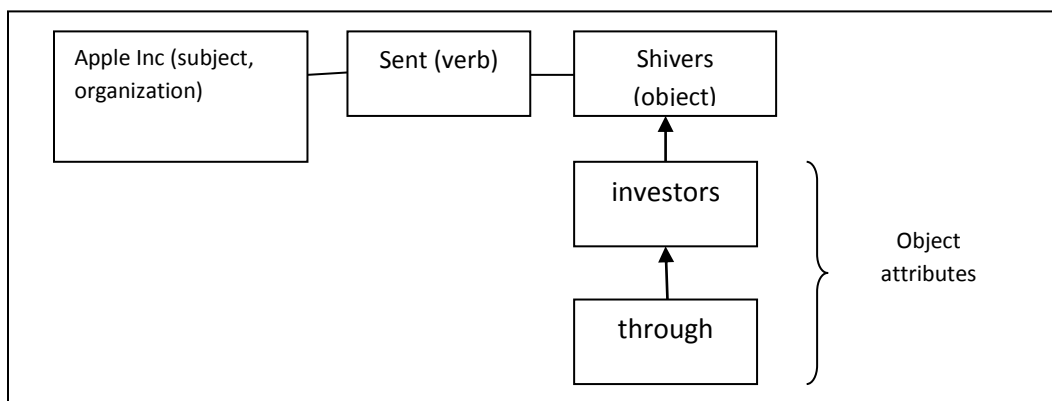 Apple Inc (subject,
organization)
Sent (verb)
Shivers
(object)
investors
through
Object
attributes